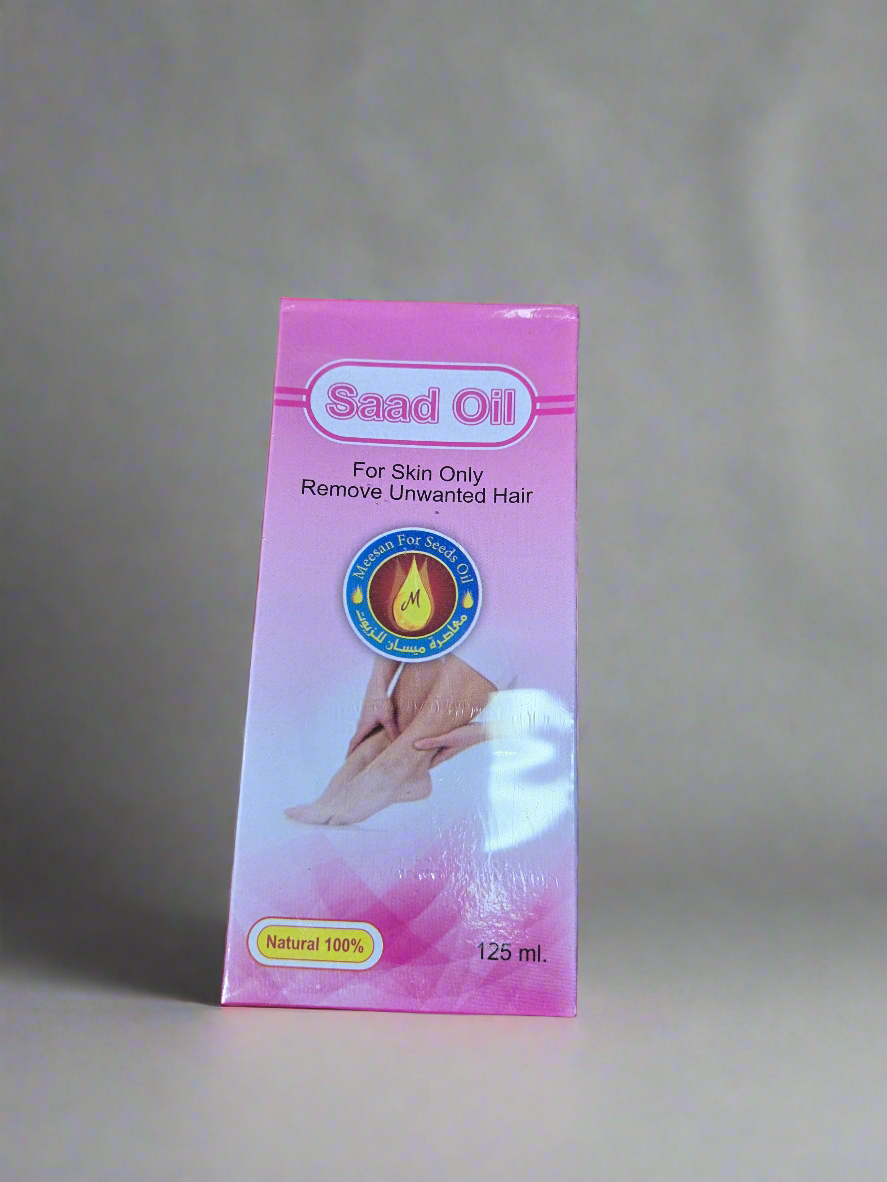 Saad Oil
For Skin Only
Remove Unwanted Hair
Meesan For Seeds Oil
M
معاصرة ميسان للزيوت
Natural 100%
125 ml.